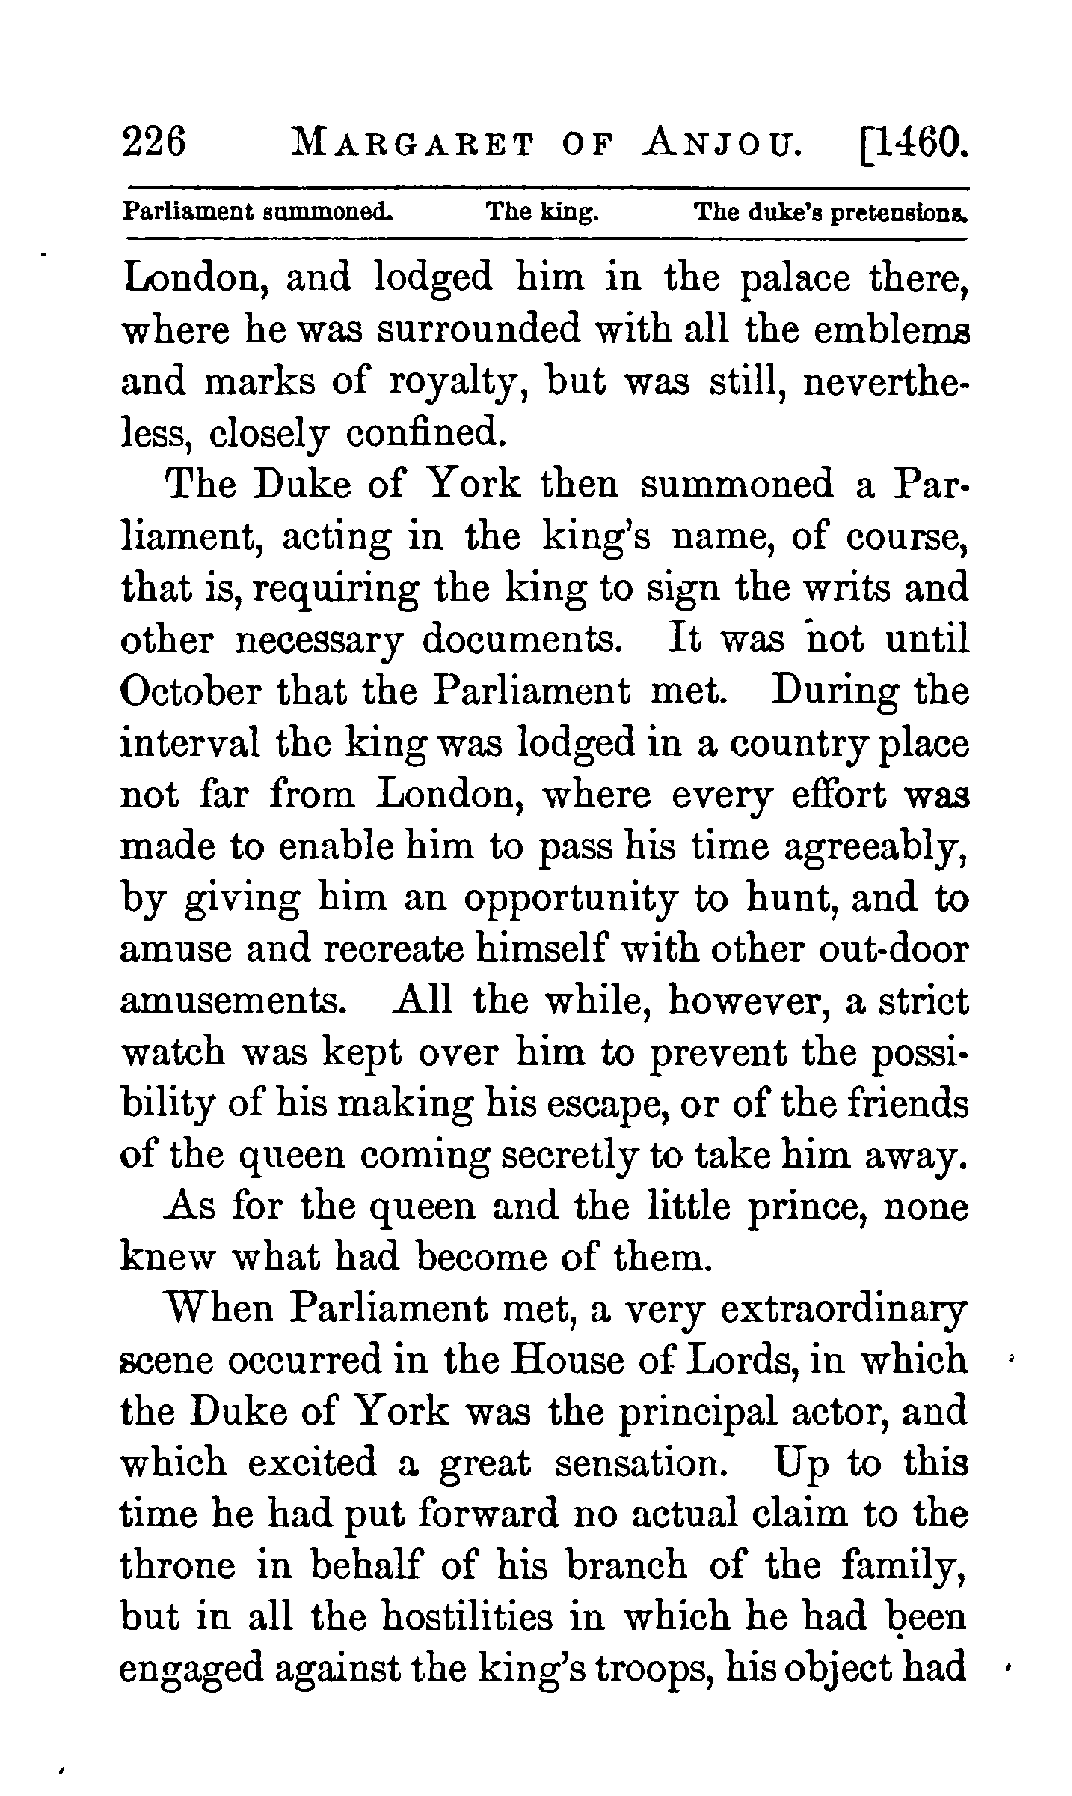 226 MARGARET OF ANJOU. [1460.
Parliament summoned. The king. The duke's pretensions.
London, and lodged him in the palace there,
where he was surrounded with all the emblems
and marks of royalty, but was still, neverthe-
less, closely confined.
The Duke of York then summoned a Par-
liament, acting in the king's name, of course,
that is, requiring the king to sign the writs and
other necessary documents. It was not until
October that the Parliament met. During the
interval the king was lodged in a country place
not far from London, where every effort was
made to enable him to pass his time agreeably,
by giving him an opportunity to hunt, and to
amuse and recreate himself with other out-door
amusements. All the while, however, a strict
watch was kept over him to prevent the possi-
bility of his making his escape, or of the friends
of the queen coming secretly to take him away.
As for the queen and the little prince, none
knew what had become of them.
When Parliament met, a very extraordinary
scene occurred in the House of Lords, in which
the Duke of York was the principal actor, and
which excited a great sensation. Up to this
time he had put forward no actual claim to the
throne in behalf of his branch of the family,
but in all the hostilities in which he had been
engaged against the king's troops, his object had